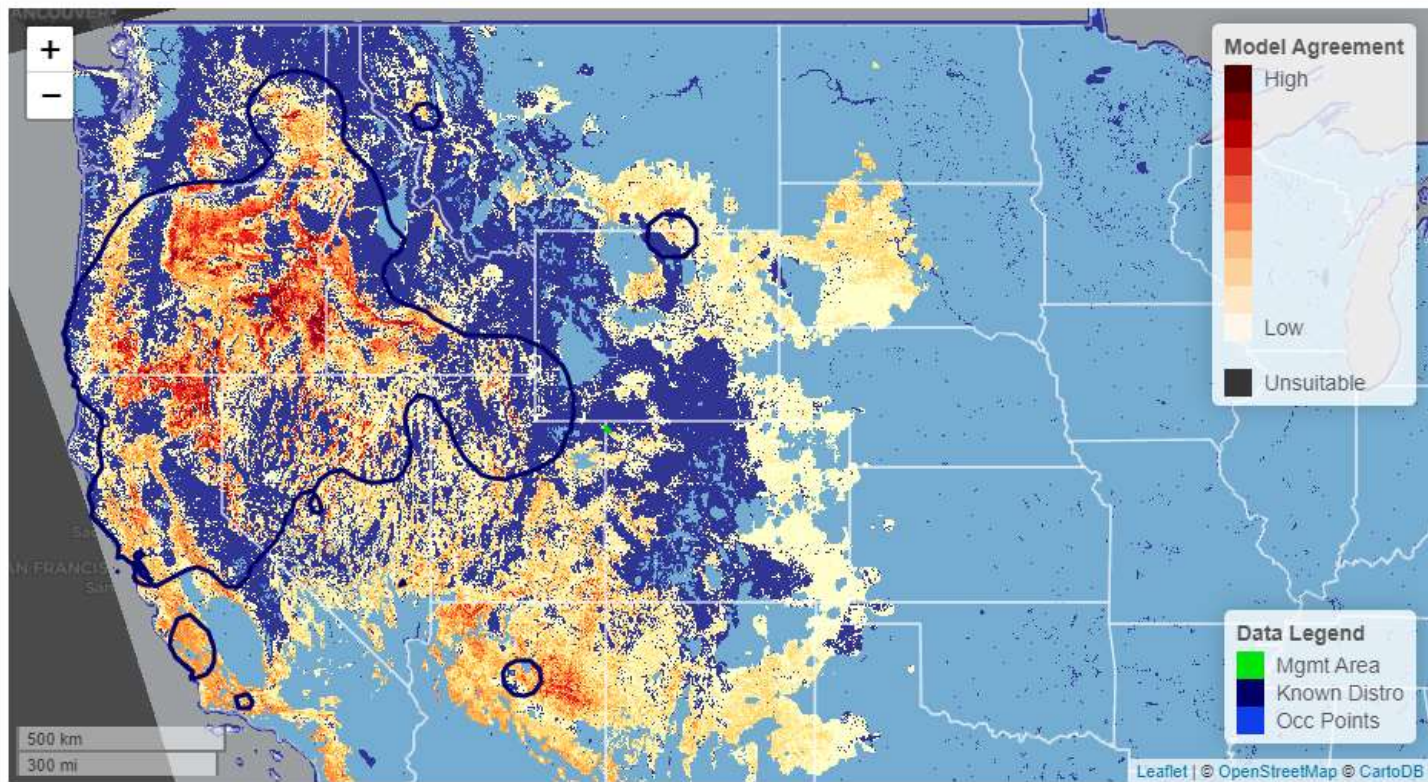 VANCOUVER
+
−
Model Agreement
High
Low
Unsuitable
Data Legend
Mgmt Area
Known Distro
Occ Points
500 km
300 mi
Leaflet | © OpenStreetMap © CartoDB